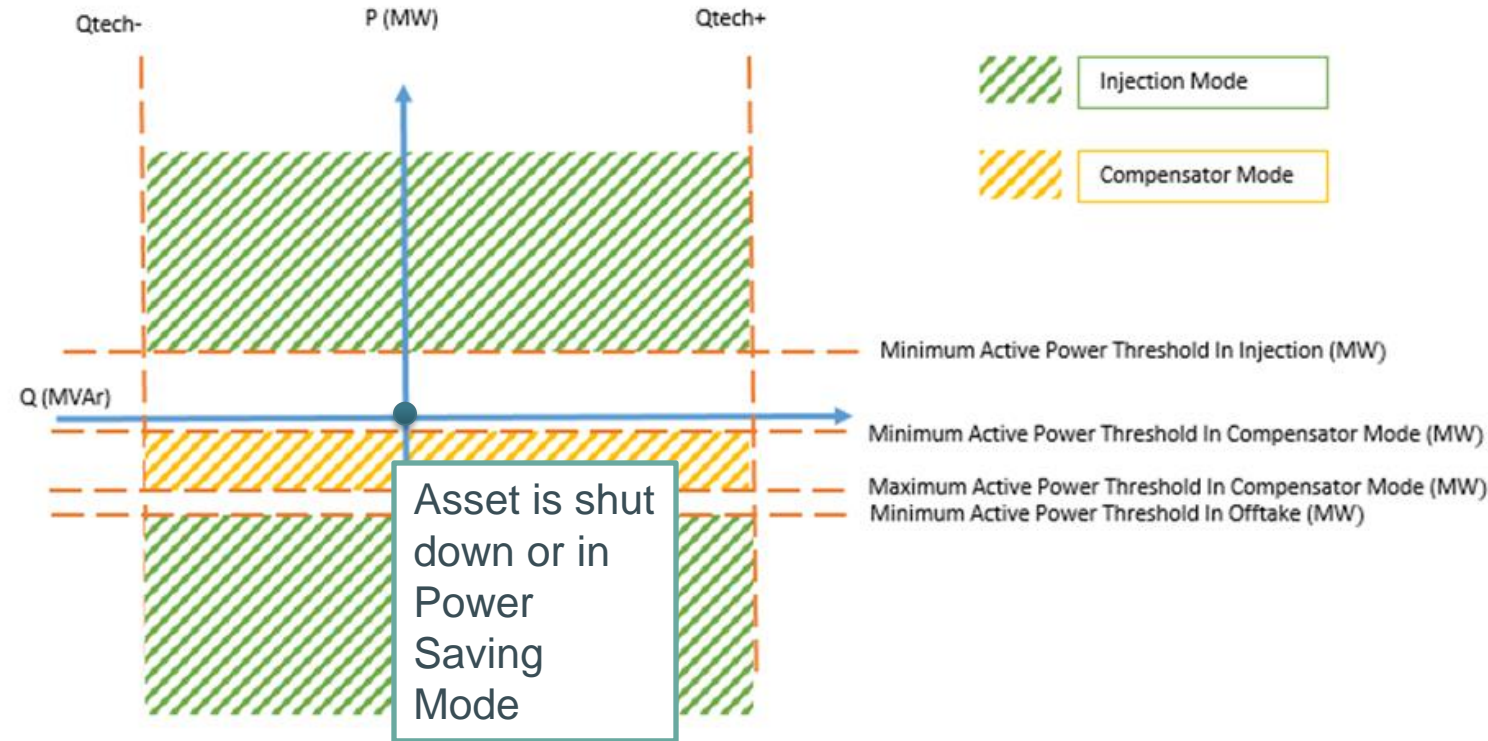 Qtech-
P (MW)
Qtech+
Injection Mode
Compensator Mode
Minimum Active Power Threshold In Injection (MW)
Q (MVAr)
Minimum Active Power Threshold In Compensator Mode (MW)
Maximum Active Power Threshold In Compensator Mode (MW)
Minimum Active Power Threshold In Offtake (MW)
Asset is shut
down or in
Power
Saving
Mode